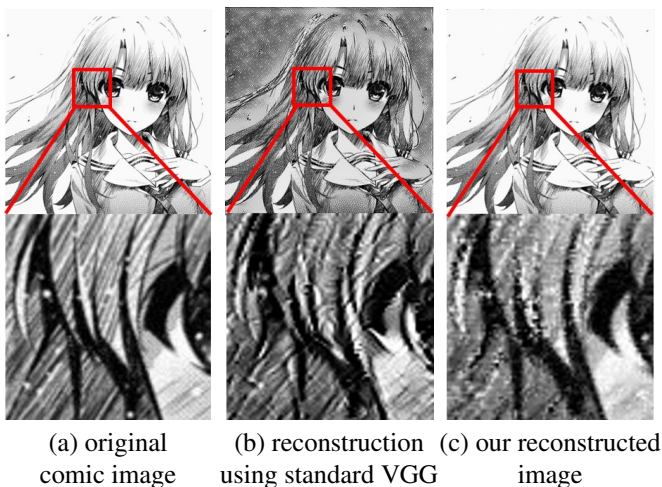 (a) original
comic image
(b) reconstruction
using standard VGG
(c) our reconstructed
image